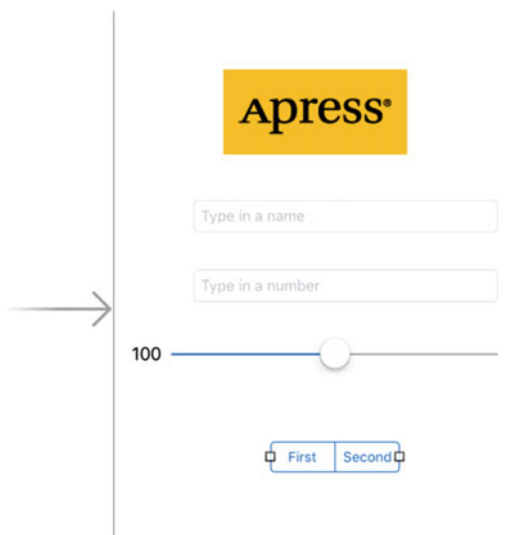 Apress®
Type in a name
Type in a number
100
First Second